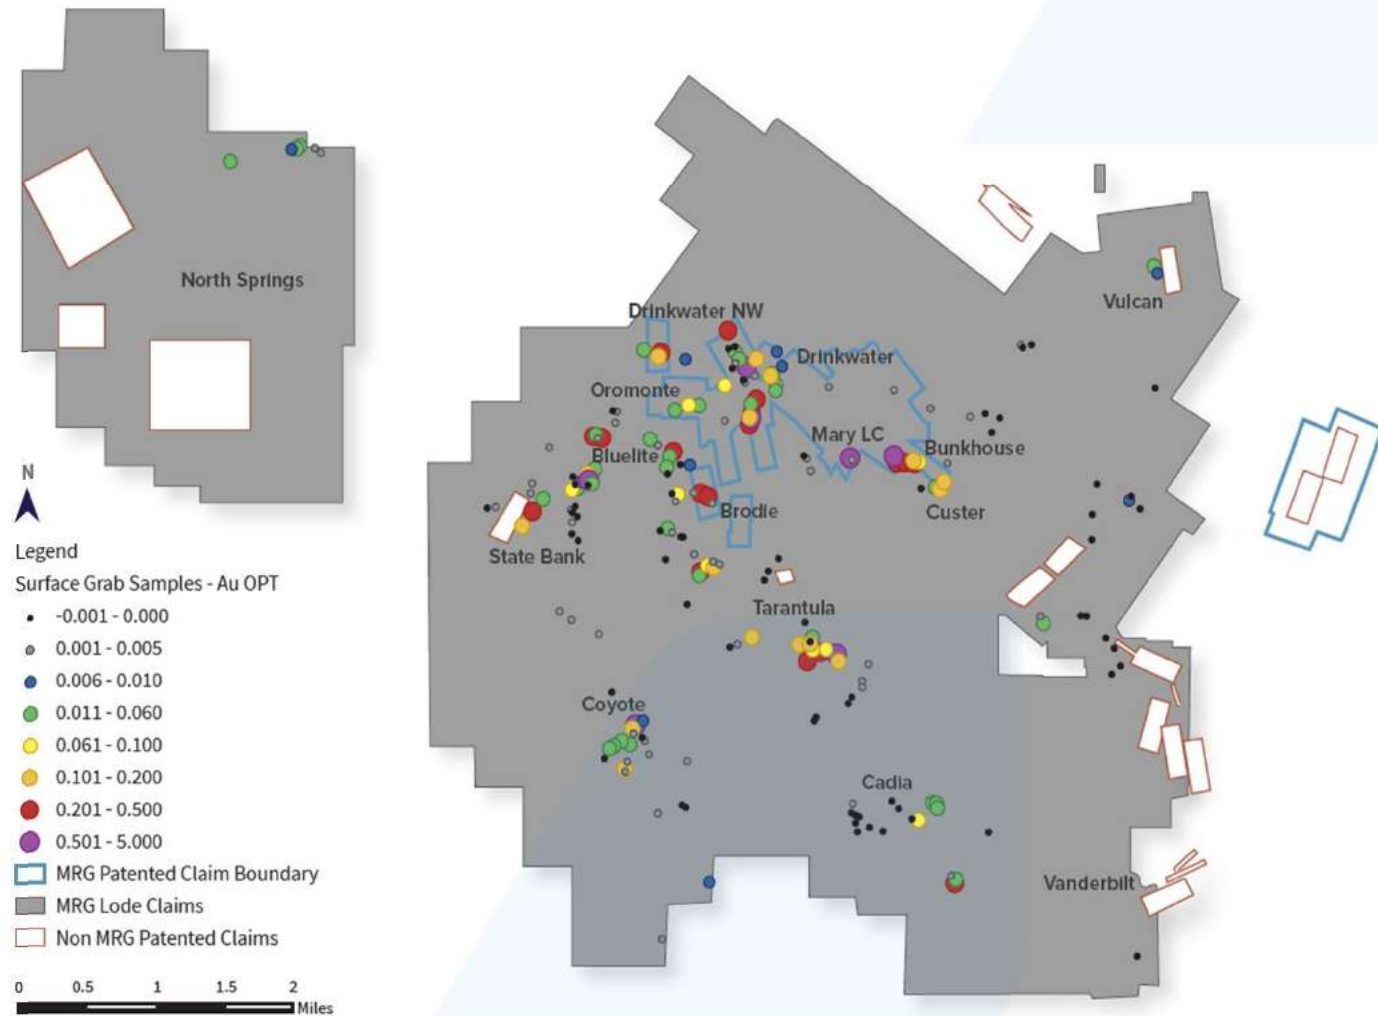 North Springs
Vulcan
Drinkwater NW
Drinkwater
Oromonte
Mary LC
Bunkhouse
Bluelite
Brodie
Custer
State Bank
Tarantula
Coyote
Cadia
Vanderbilt
N
Legend
Surface Grab Samples - Au OPT
-0.001 - 0.000
0.001 - 0.005
0.006 - 0.010
0.011 - 0.060
0.061 - 0.100
0.101 - 0.200
0.201 - 0.500
0.501 - 5.000
MRG Patented Claim Boundary
MRG Lode Claims
Non MRG Patented Claims
0 0.5 1 1.5 2
Miles